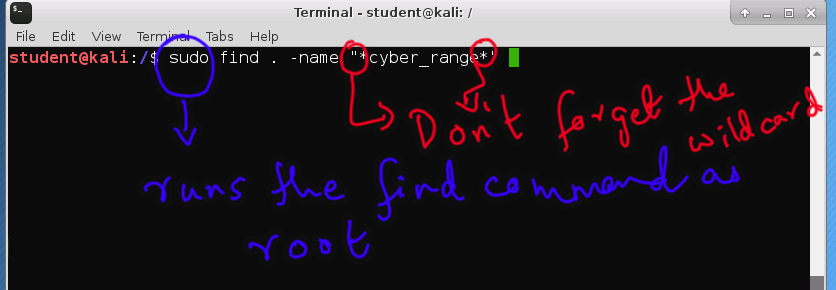 Terminal - student@kali: /
File Edit View Terminal Tabs Help
student@kali:/$ sudo find . -name "*cyber_range*"
Don't forget the
wildcard
runs the find command as
root